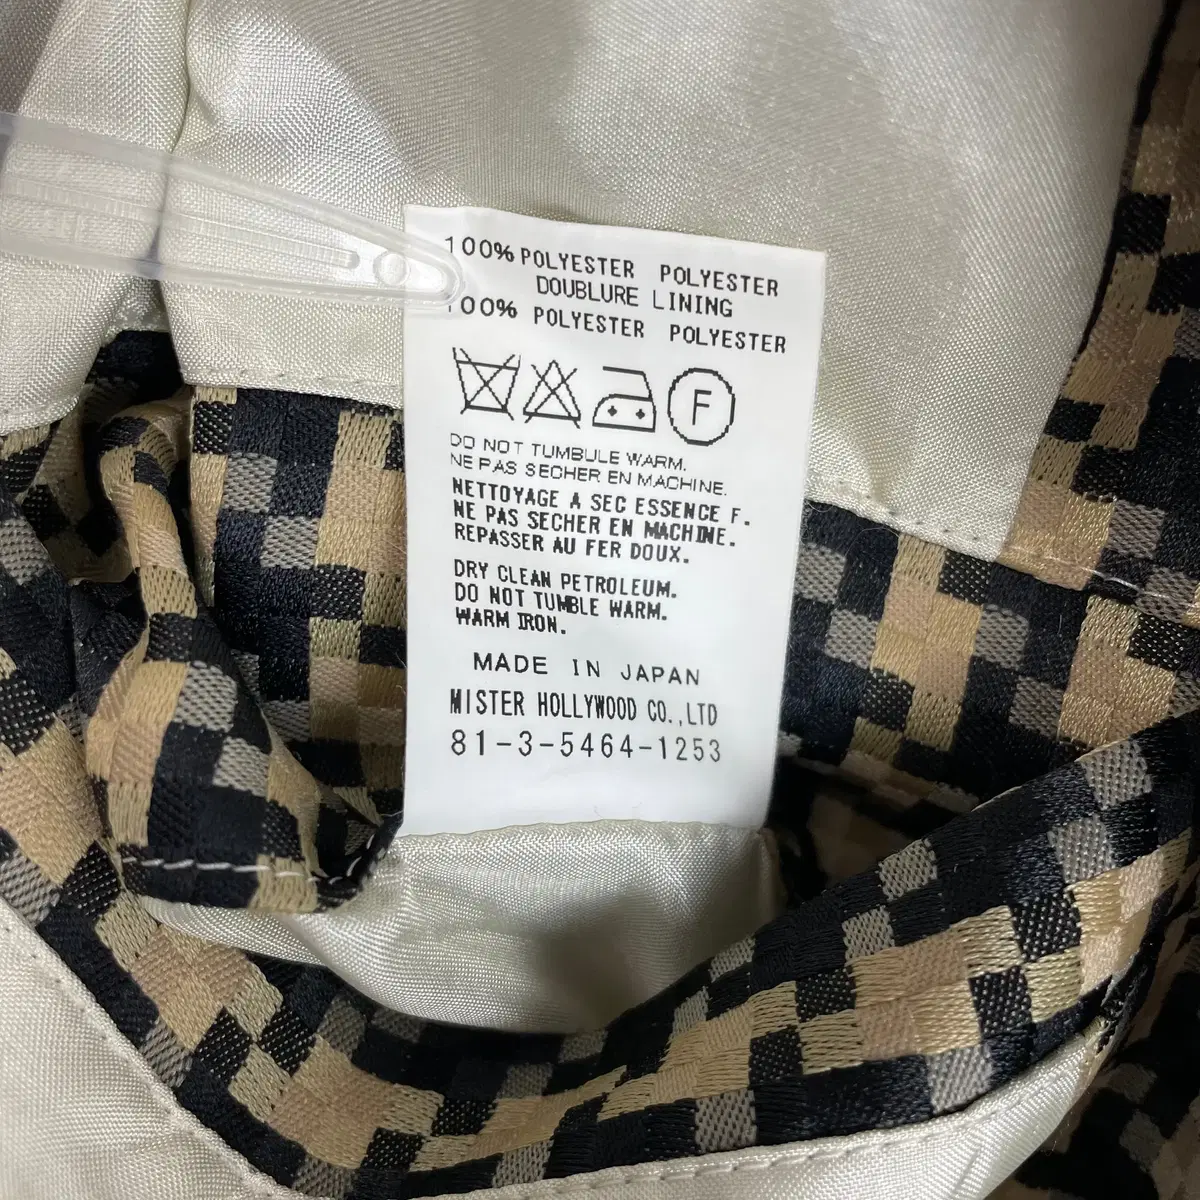 100% POLYESTER POLYESTER
DOUBLURE LINING
100% POLYESTER POLYESTER
F
DO NOT TUMBULE WARM.
NE PAS SECHER EN MACHINE.
NETTOYAGE A SEC ESSENCE F.
NE PAS SECHER EN MACHINE.
REPASSER AU FER DOUX.
DRY CLEAN PETROLEUM.
DO NOT TUMBLE WARM.
WARM IRON.
MADE IN JAPAN
MISTER HOLLYWOOD CO.,LTD
81-3-5464-1253